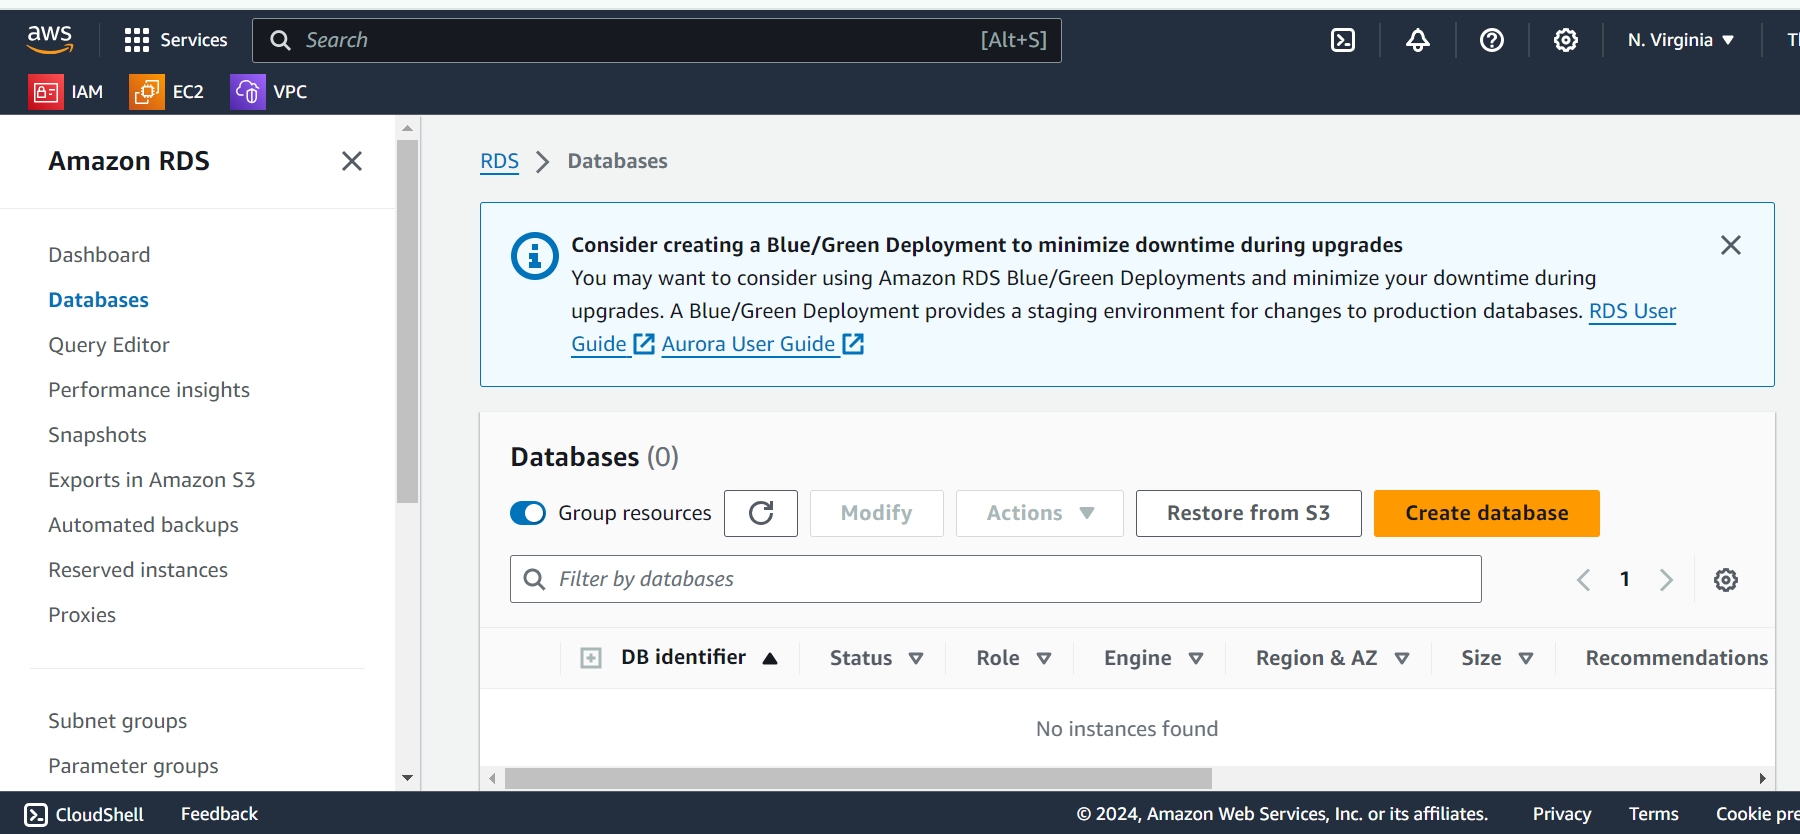 aws
Services
Search [Alt+S]
N. Virginia
IAM EC2 VPC
Amazon RDS
Dashboard
Databases
Query Editor
Performance insights
Snapshots
Exports in Amazon S3
Automated backups
Reserved instances
Proxies
Subnet groups
Parameter groups
RDS Databases
Consider creating a Blue/Green Deployment to minimize downtime during upgrades
You may want to consider using Amazon RDS Blue/Green Deployments and minimize your downtime during
upgrades. A Blue/Green Deployment provides a staging environment for changes to production databases. RDS User
Guide Aurora User Guide
Databases (0)
Group resources Modify Actions Restore from S3 Create database
Filter by databases 1
DB identifier Status Role Engine Region & AZ Size Recommendations
No instances found
CloudShell Feedback © 2024, Amazon Web Services, Inc. or its affiliates. Privacy Terms Cookie